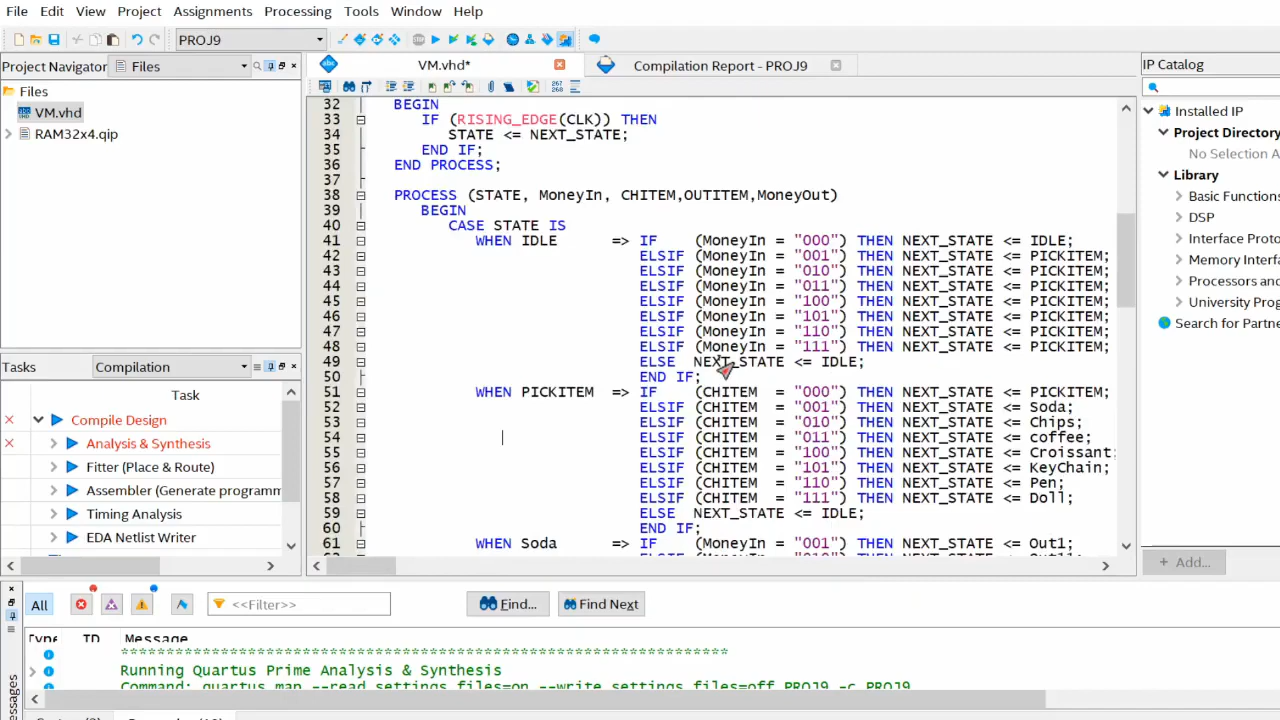 File Edit View Project Assignments Processing Tools Window Help
PROJ9
Project Navigator Files
Files
VM.vhd
RAM32x4.qip
Tasks Compilation
Task
Compile Design
Analysis & Synthesis
Fitter (Place & Route)
Assembler (Generate programm
Timing Analysis
EDA Netlist Writer
VM.vhd* Compilation Report - PROJ9
32 BEGIN
33 IF (RISING_EDGE(CLK)) THEN
34 STATE <= NEXT_STATE;
35 END IF;
36 END PROCESS;
37
38 PROCESS (STATE, MoneyIn, CHITEM,OUTITEM,MoneyOut)
39 BEGIN
40 CASE STATE IS
41 WHEN IDLE => IF (MoneyIn = "000") THEN NEXT_STATE <= IDLE;
42 ELSIF (MoneyIn = "001") THEN NEXT_STATE <= PICKITEM;
43 ELSIF (MoneyIn = "010") THEN NEXT_STATE <= PICKITEM;
44 ELSIF (MoneyIn = "011") THEN NEXT_STATE <= PICKITEM;
45 ELSIF (MoneyIn = "100") THEN NEXT_STATE <= PICKITEM;
46 ELSIF (MoneyIn = "101") THEN NEXT_STATE <= PICKITEM;
47 ELSIF (MoneyIn = "110") THEN NEXT_STATE <= PICKITEM;
48 ELSIF (MoneyIn = "111") THEN NEXT_STATE <= PICKITEM;
49 ELSE NEXT_STATE <= IDLE;
50 END IF;
51 WHEN PICKITEM => IF (CHITEM = "000") THEN NEXT_STATE <= PICKITEM;
52 ELSIF (CHITEM = "001") THEN NEXT_STATE <= Soda;
53 ELSIF (CHITEM = "010") THEN NEXT_STATE <= Chips;
54 ELSIF (CHITEM = "011") THEN NEXT_STATE <= coffee;
55 ELSIF (CHITEM = "100") THEN NEXT_STATE <= Croissant;
56 ELSIF (CHITEM = "101") THEN NEXT_STATE <= KeyChain;
57 ELSIF (CHITEM = "110") THEN NEXT_STATE <= Pen;
58 ELSIF (CHITEM = "111") THEN NEXT_STATE <= Doll;
59 ELSE NEXT_STATE <= IDLE;
60 END IF;
61 WHEN Soda => IF (MoneyIn = "001") THEN NEXT_STATE <= Out1;
IP Catalog
Installed IP
Project Directory
No Selection A
Library
Basic Functions
DSP
Interface Proto
Memory Interfa
Processors and
University Prog
Search for Partne
+ Add...
All <<Filter>> Find... Find Next
Type ID Message
*******************************************************************
Running Quartus Prime Analysis & Synthesis
Command: quartus_map --read_settings_files=on --write_settings_files=off PROJ9 -c PROJ9
Messages